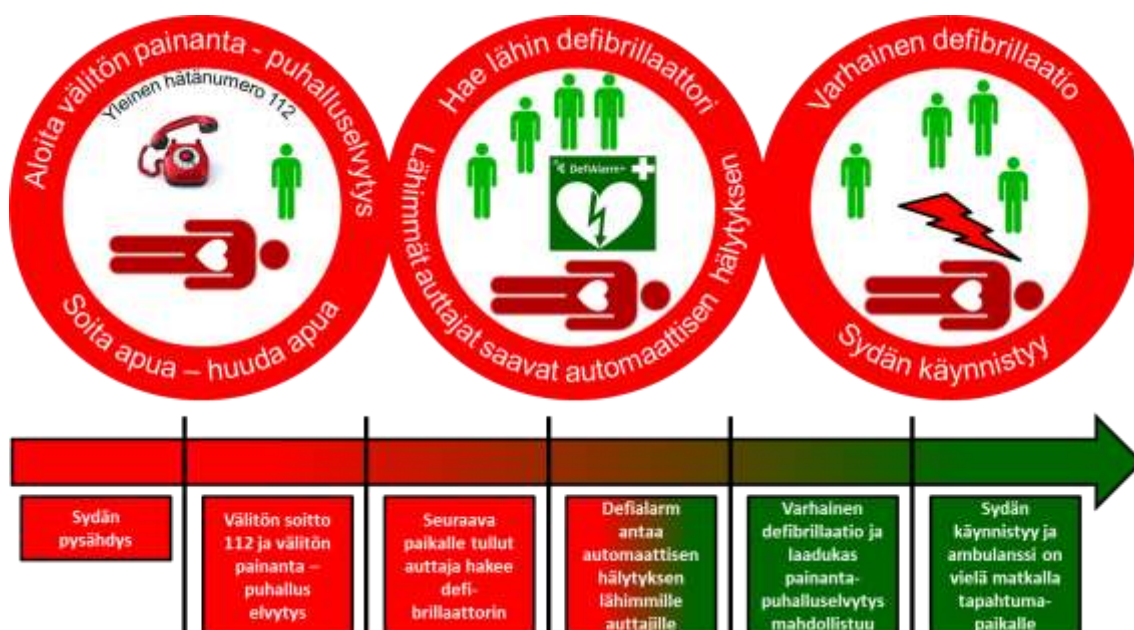 Aloita välitön painanta - puhalluselvytys
Yleinen hätänumero 112
Soita apua – huuda apua
Hae lähin defibrillaattori
DefiAlarm+
Lähimmät auttajat saavat automaattisen hälytyksen
Varhainen defibrillaatio
Sydän käynnistyy
Sydän
pysähdys
Välitön soitto
112 ja välitön
painanta –
puhallus
elvytys
Seuraava
paikalle tullut
auttaja hakee
defi-
brillaattorin
Defialarm
antaa
automaattisen
hälytyksen
lähimmille
auttajille
Varhainen
defibrillaatio ja
laadukas
painanta-
puhalluselvytys
mahdollistuu
Sydän
käynnistyy ja
ambulanssi on
vielä matkalla
tapahtuma-
paikalle